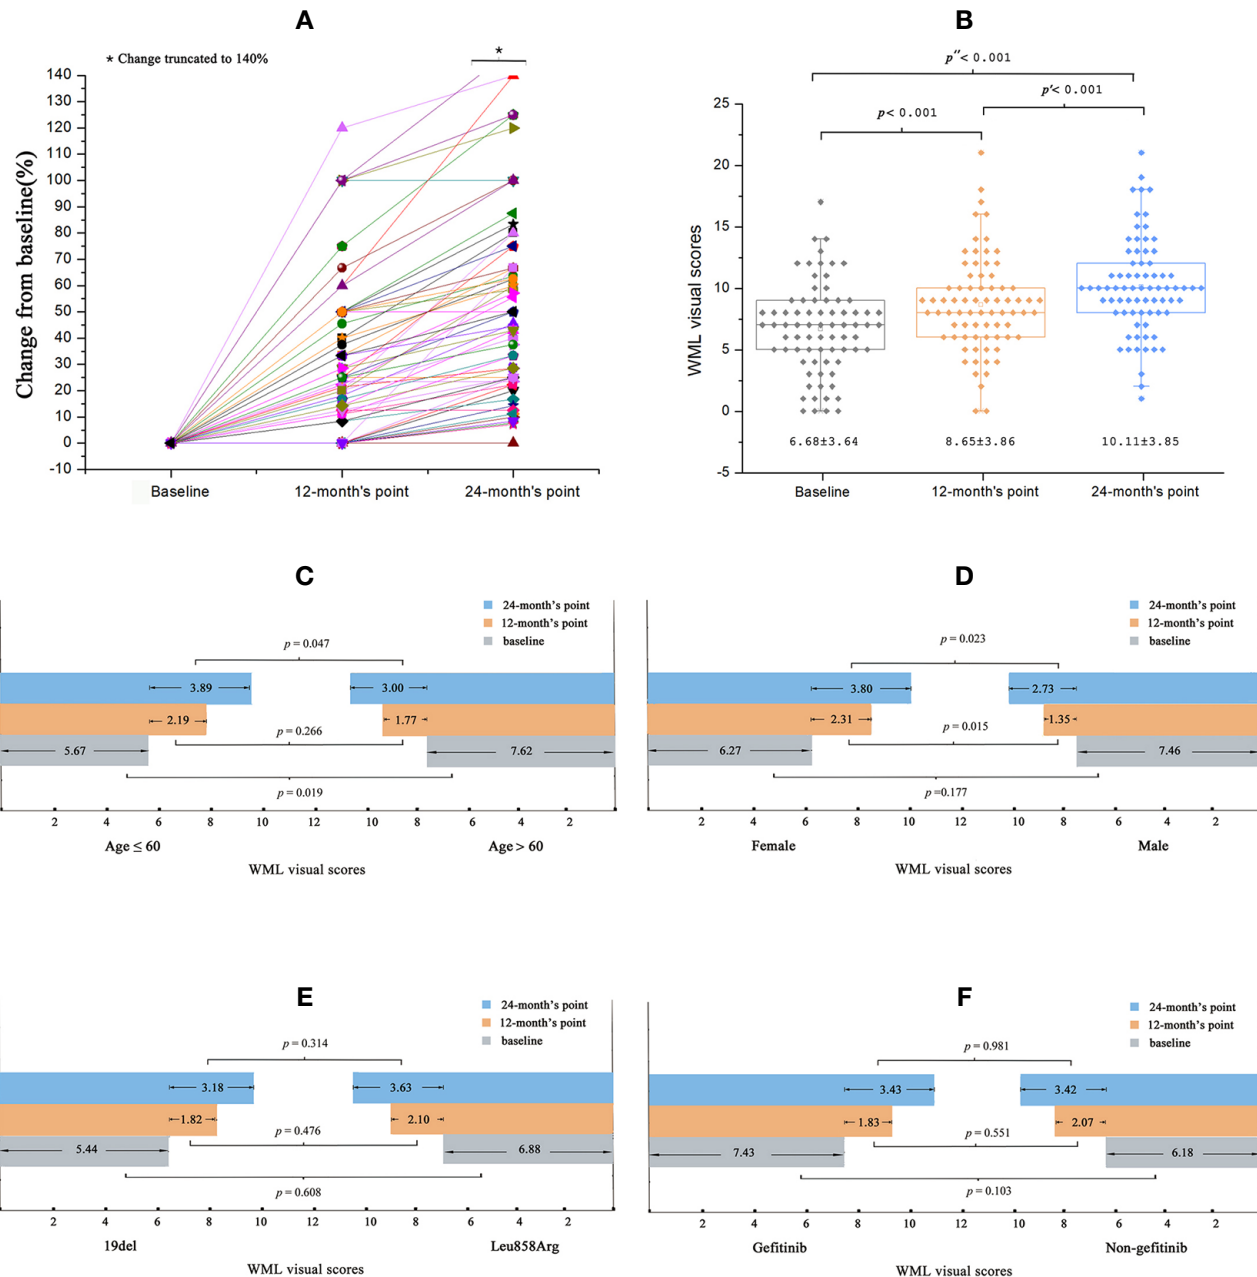 A
* Change truncated to 140%
*
140
130
120
110
100
90
80
70
60
50
40
30
20
10
0
-10
Change from baseline(%)
Baseline 12-month's point 24-month's point
B
p''< 0.001
p'< 0.001
p< 0.001
25
20
15
10
5
0
-5
WML visual scores
6.68±3.64 8.65±3.86 10.11±3.85
Baseline 12-month's point 24-month's point
C
24-month's point
12-month's point
baseline
p = 0.047
3.89 3.00
2.19 1.77
p = 0.266
5.67 7.62
p = 0.019
2 4 6 8 10 12 10 8 6 4 2
Age ≤ 60 Age > 60
WML visual scores
D
24-month's point
12-month's point
baseline
p = 0.023
3.80 2.73
2.31 1.35
p = 0.015
6.27 7.46
p =0.177
2 4 6 8 10 12 10 8 6 4 2
Female Male
WML visual scores
E
24-month's point
12-month's point
baseline
p = 0.314
3.18 3.63
1.82 2.10
p = 0.476
5.44 6.88
p = 0.608
2 4 6 8 10 12 10 8 6 4 2
19del Leu858Arg
WML visual scores
F
24-month's point
12-month's point
baseline
p = 0.981
3.43 3.42
1.83 2.07
p = 0.551
7.43 6.18
p = 0.103
2 4 6 8 10 12 10 8 6 4 2
Gefitinib Non-gefitinib
WML visual scores